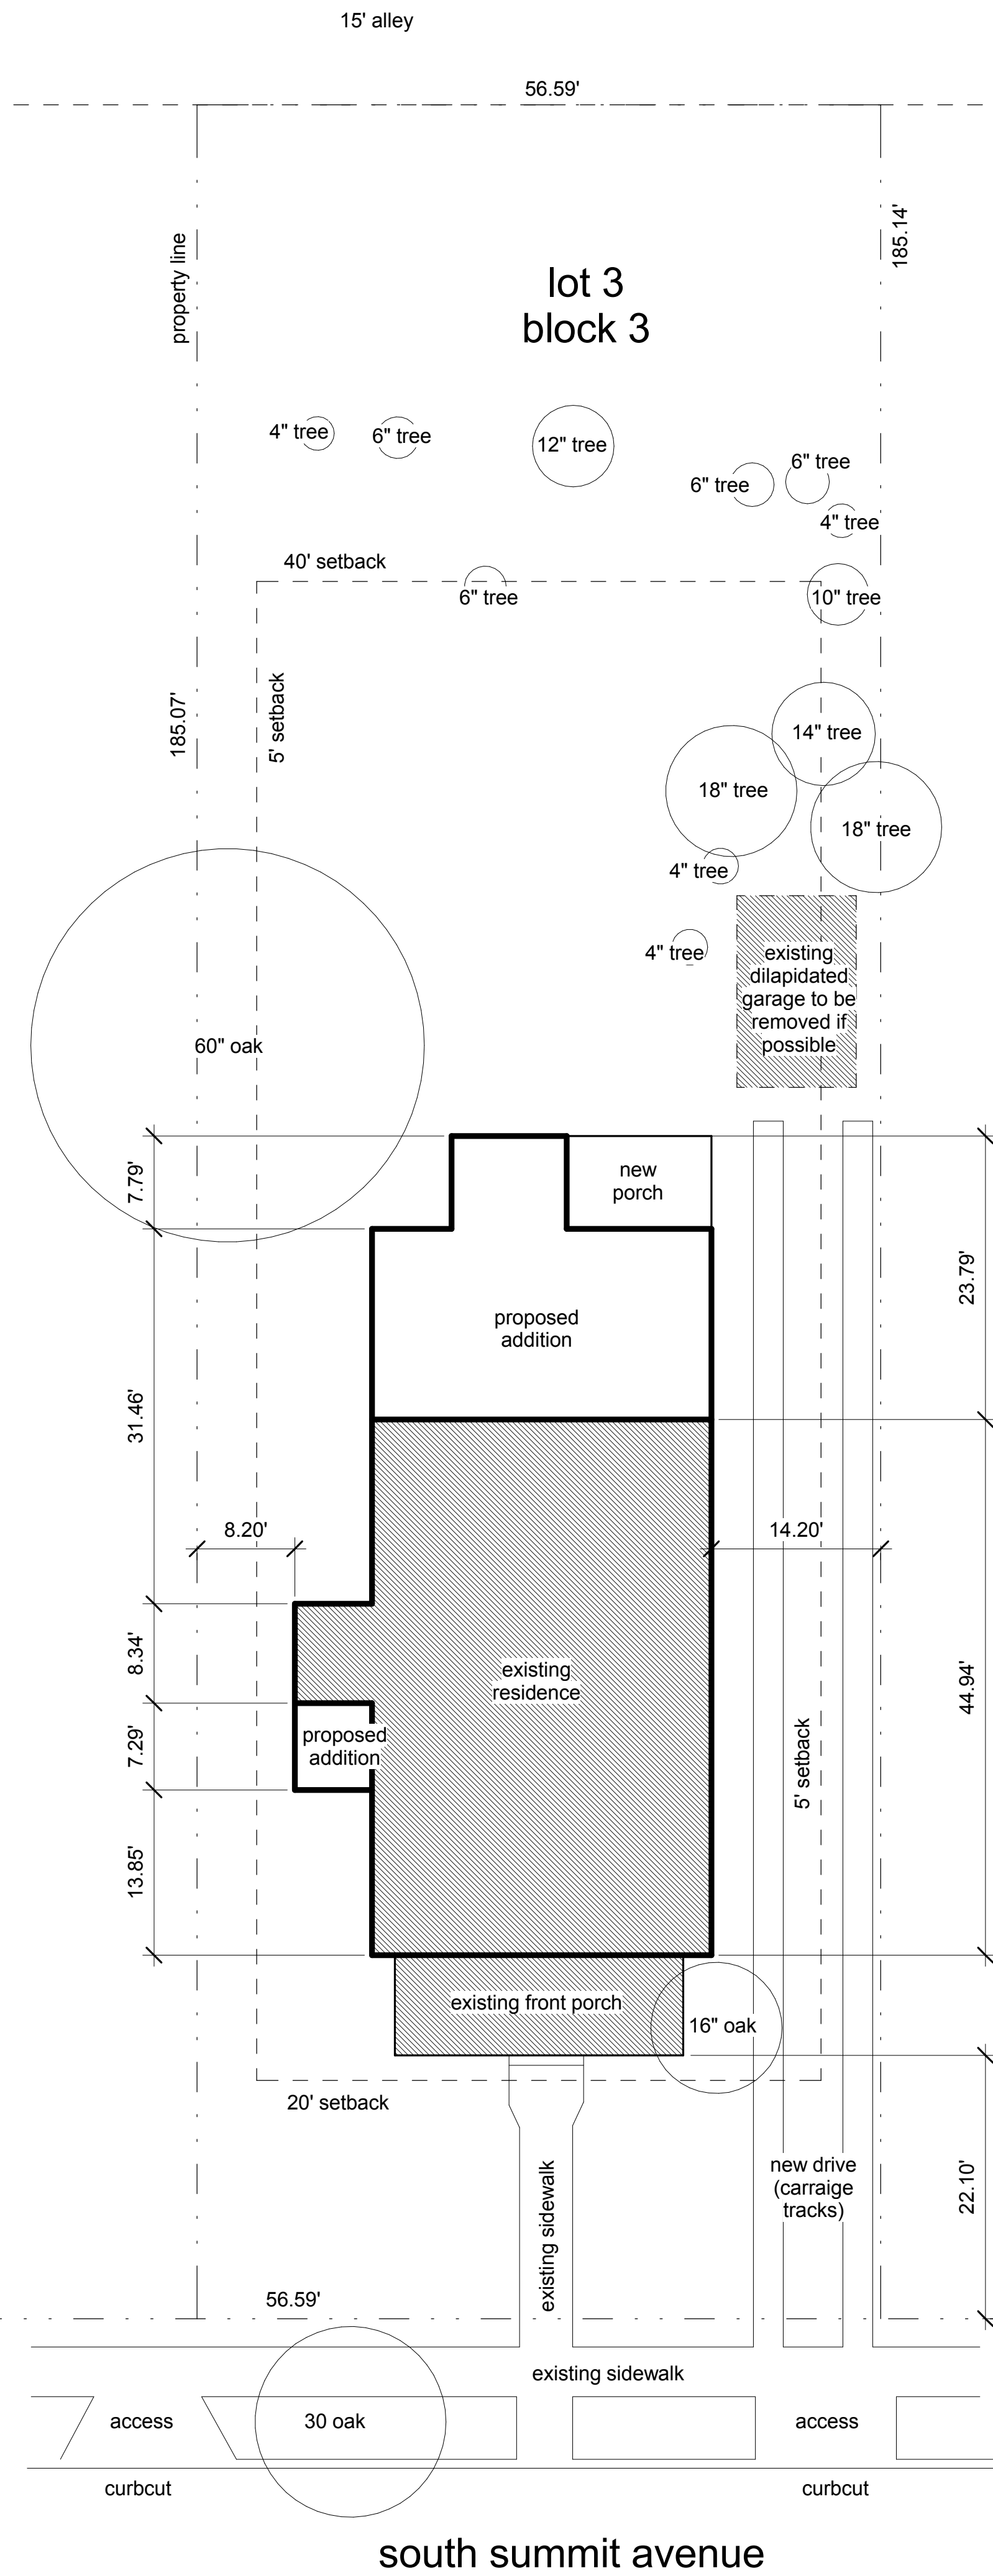 15' alley
56.59'
185.14'
property line
lot 3
block 3
4" tree
6" tree
12" tree
6" tree
6" tree
4" tree
40' setback
6" tree
10" tree
185.07'
5' setback
14" tree
18" tree
18" tree
4" tree
4" tree
existing
dilapidated
garage to be
removed if
possible
60" oak
7.79'
new
porch
23.79'
proposed
addition
31.46'
8.20'
14.20'
8.34'
existing
residence
44.94'
7.29'
proposed
addition
5' setback
13.85'
existing front porch
16" oak
20' setback
existing sidewalk
new drive
(carraige
tracks)
22.10'
56.59'
existing sidewalk
access
30 oak
access
curbcut
curbcut
south summit avenue